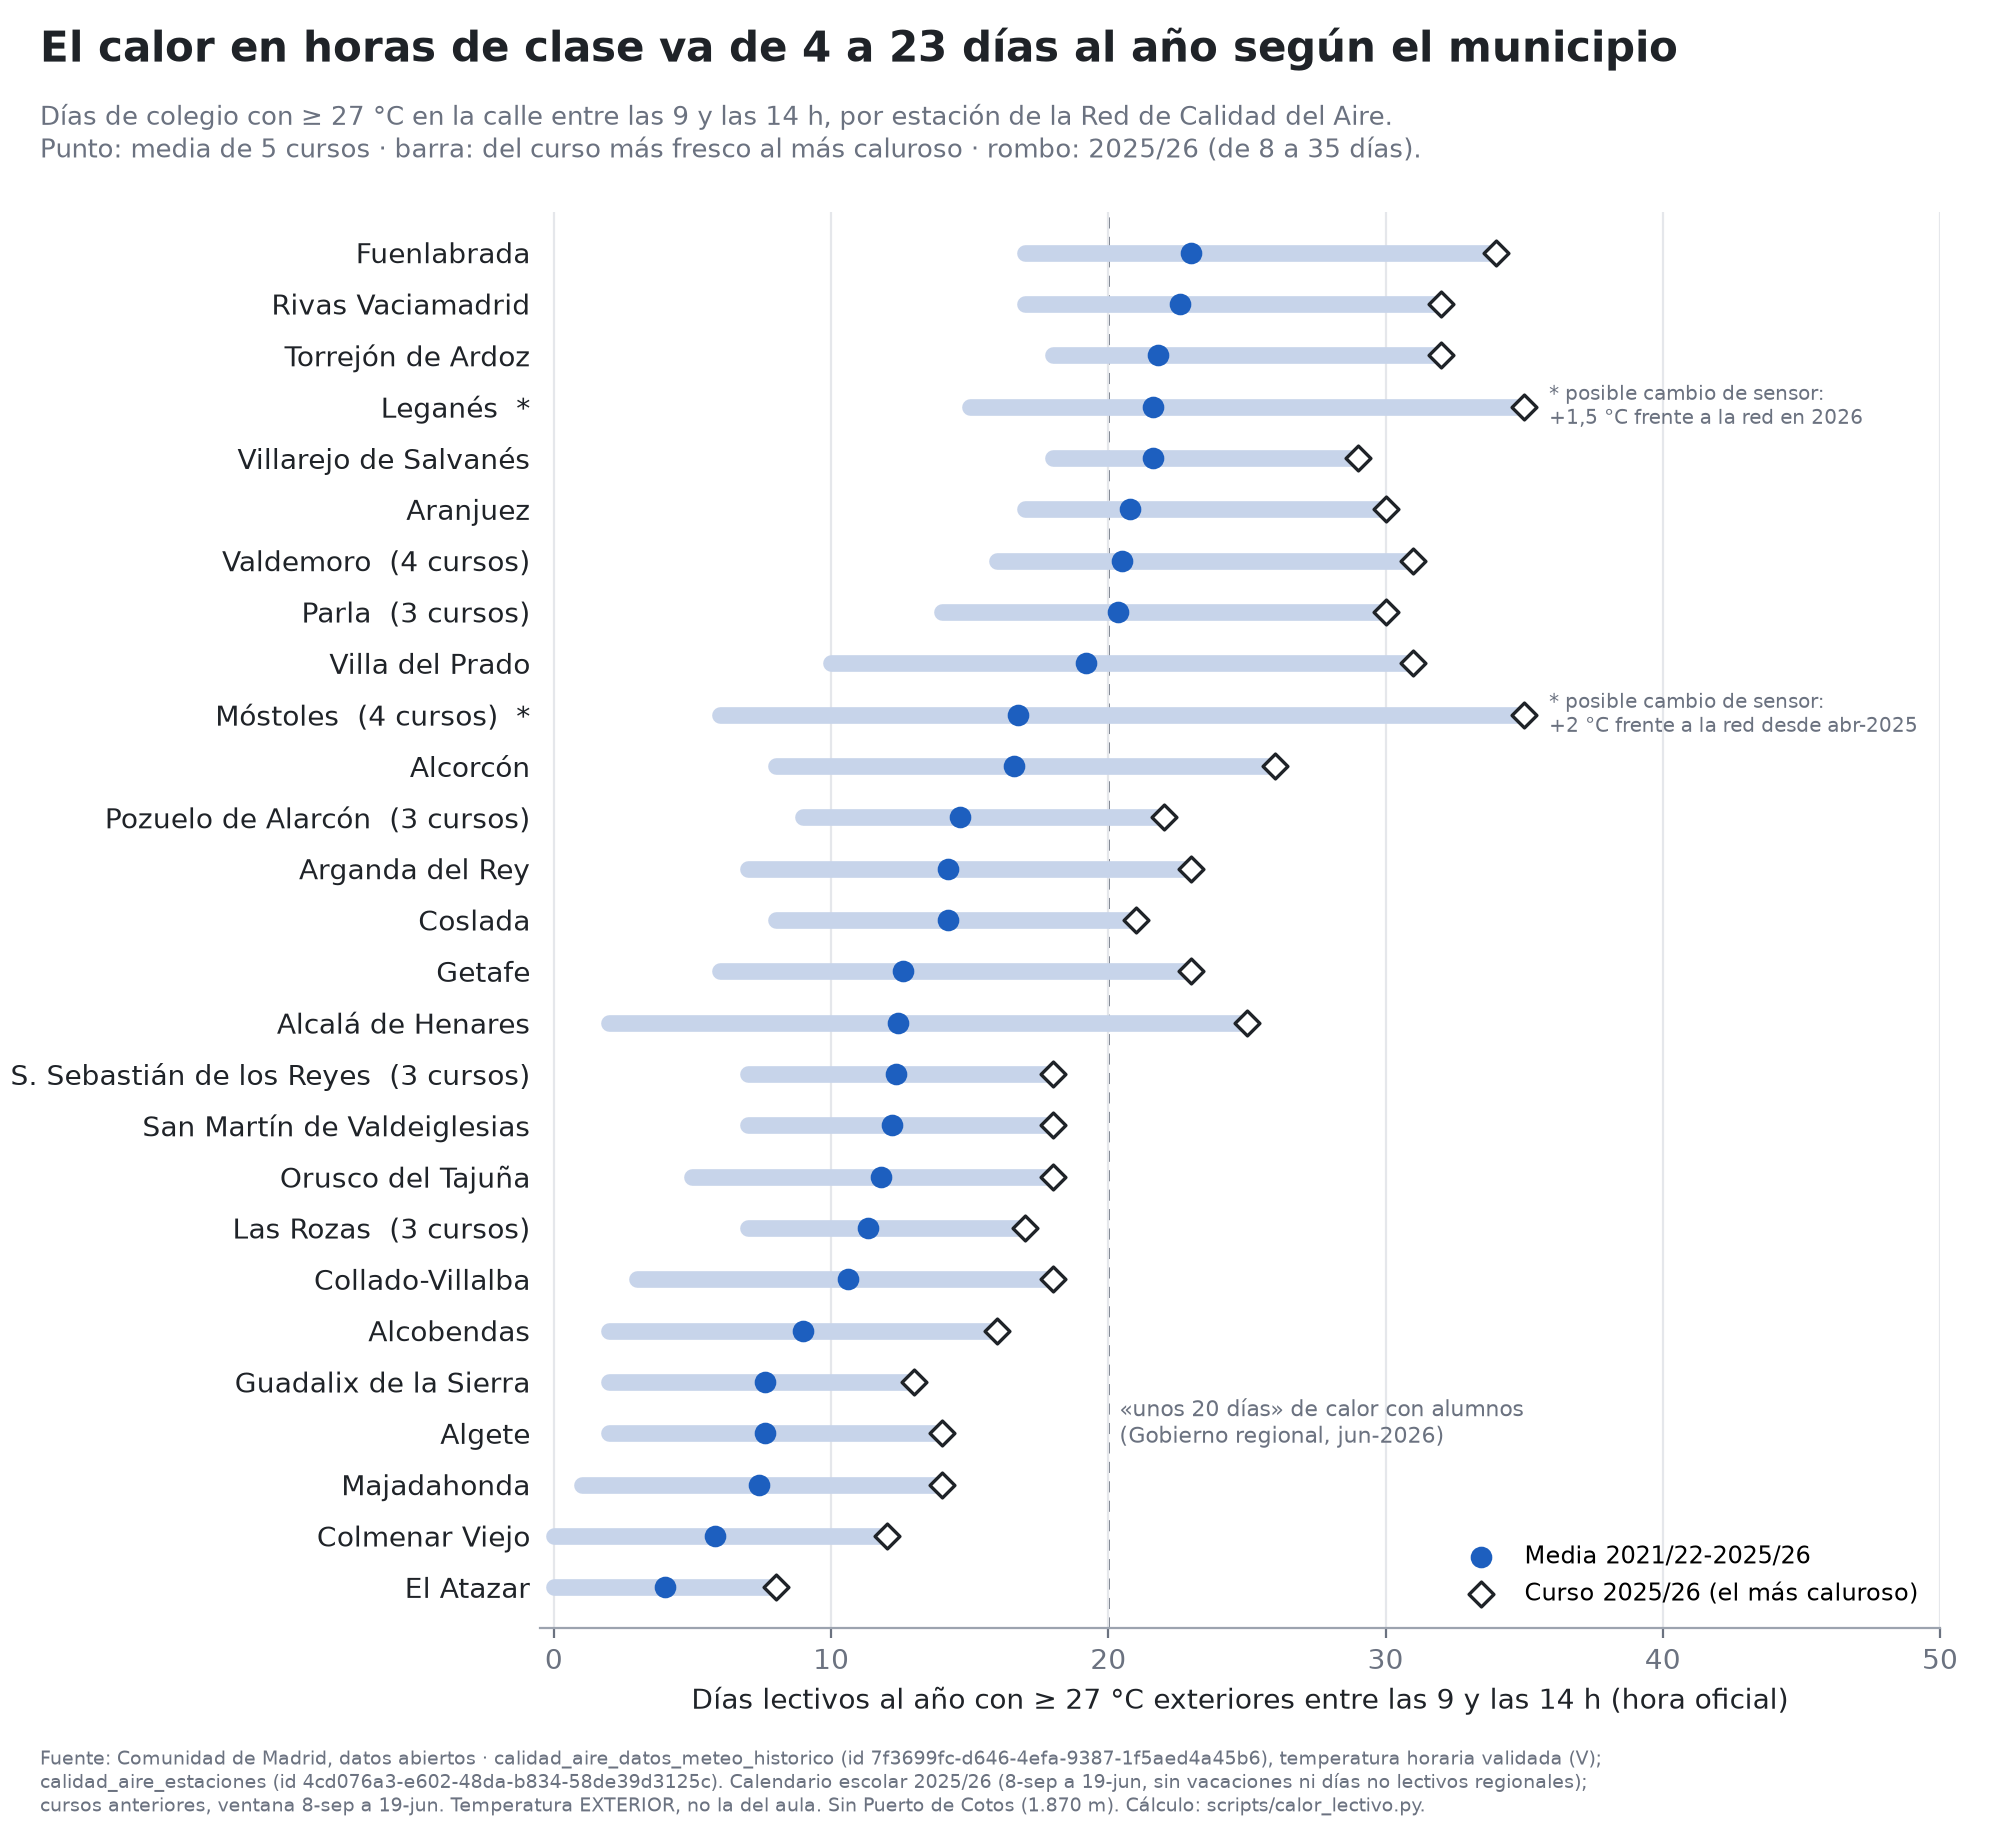 El calor en horas de clase va de 4 a 23 días al año según el municipio
Días de colegio con ≥ 27 °C en la calle entre las 9 y las 14 h, por estación de la Red de Calidad del Aire.
Punto: media de 5 cursos · barra: del curso más fresco al más caluroso · rombo: 2025/26 (de 8 a 35 días).
Fuenlabrada
Rivas Vaciamadrid
Torrejón de Ardoz
Leganés *
* posible cambio de sensor:
+1,5 °C frente a la red en 2026
Villarejo de Salvanés
Aranjuez
Valdemoro (4 cursos)
Parla (3 cursos)
Villa del Prado
Móstoles (4 cursos) *
* posible cambio de sensor:
+2 °C frente a la red desde abr-2025
Alcorcón
Pozuelo de Alarcón (3 cursos)
Arganda del Rey
Coslada
Getafe
Alcalá de Henares
S. Sebastián de los Reyes (3 cursos)
San Martín de Valdeiglesias
Orusco del Tajuña
Las Rozas (3 cursos)
Collado-Villalba
Alcobendas
Guadalix de la Sierra
Algete
«unos 20 días» de calor con alumnos
(Gobierno regional, jun-2026)
Majadahonda
Colmenar Viejo
El Atazar
Media 2021/22-2025/26
Curso 2025/26 (el más caluroso)
0 10 20 30 40 50
Días lectivos al año con ≥ 27 °C exteriores entre las 9 y las 14 h (hora oficial)
Fuente: Comunidad de Madrid, datos abiertos · calidad_aire_datos_meteo_historico (id 7f3699fc-d646-4efa-9387-1f5aed4a45b6), temperatura horaria validada (V);
calidad_aire_estaciones (id 4cd076a3-e602-48da-b834-58de39d3125c). Calendario escolar 2025/26 (8-sep a 19-jun, sin vacaciones ni días no lectivos regionales);
cursos anteriores, ventana 8-sep a 19-jun. Temperatura EXTERIOR, no la del aula. Sin Puerto de Cotos (1.870 m). Cálculo: scripts/calor_lectivo.py.